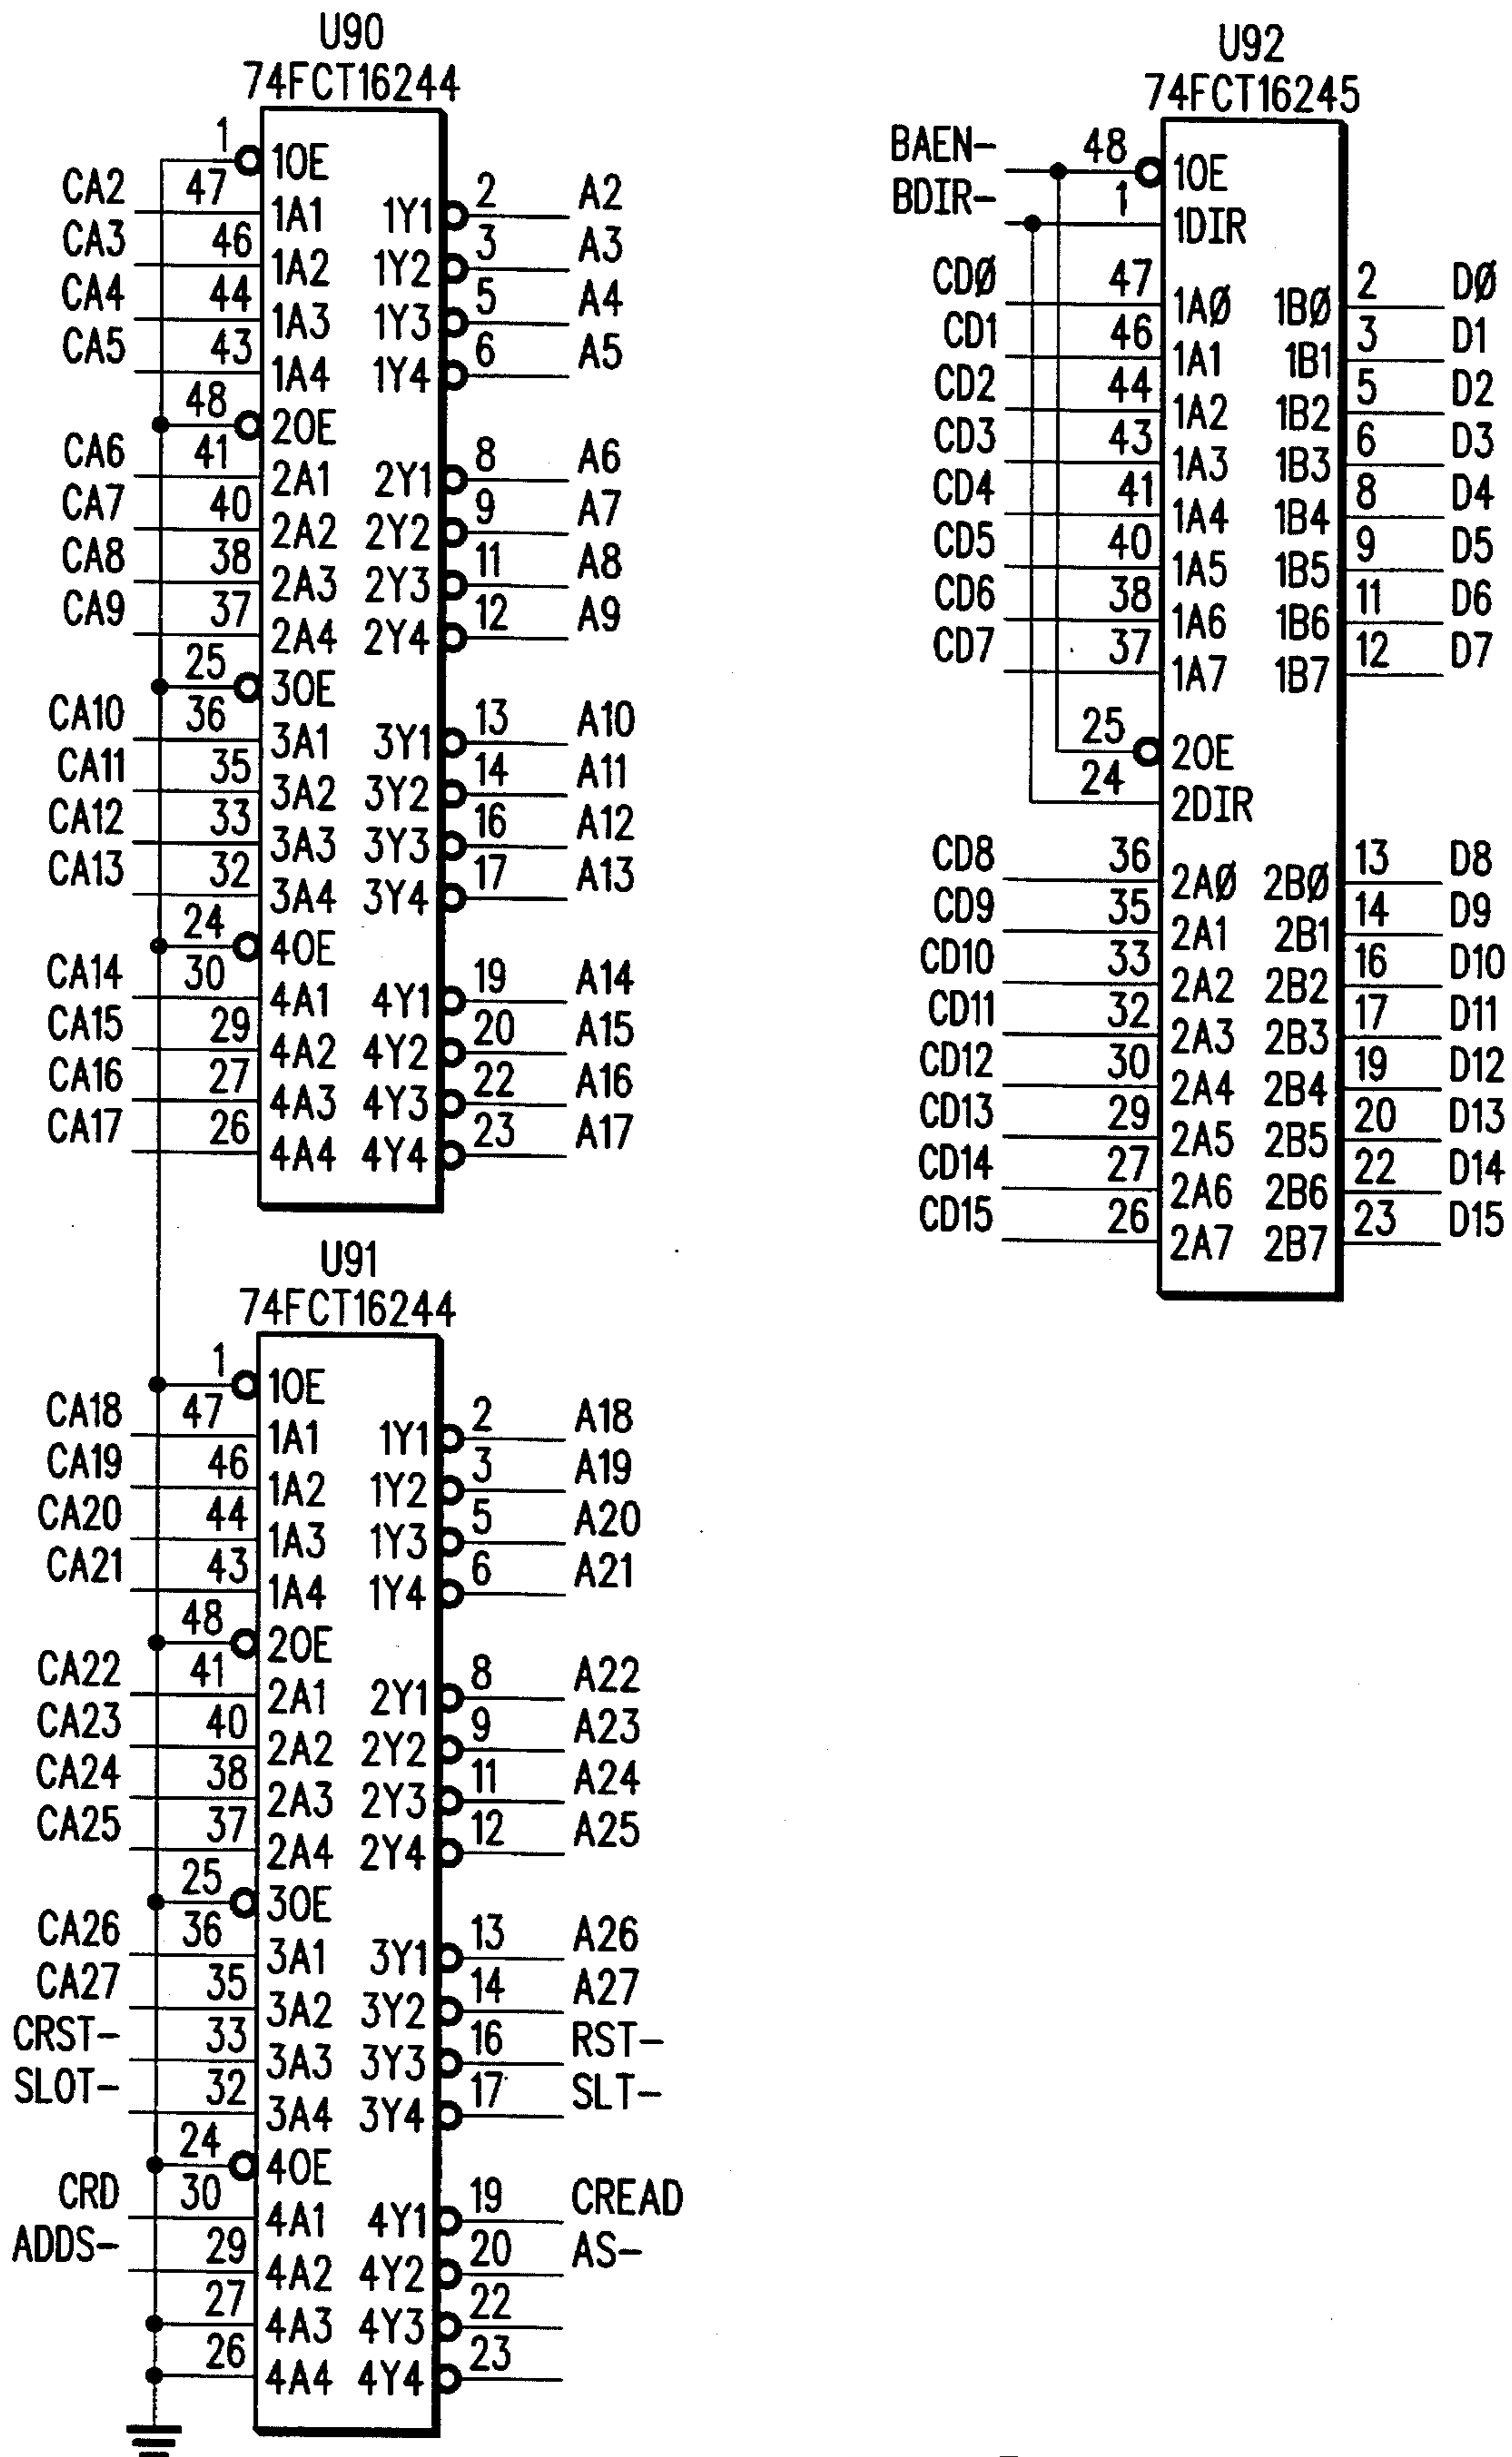 U90
74FCT16244
1 1OE
CA2 47 1A1 1Y1 2 A2
CA3 46 1A2 1Y2 3 A3
CA4 44 1A3 1Y3 5 A4
CA5 43 1A4 1Y4 6 A5
48 2OE
CA6 41 2A1 2Y1 8 A6
CA7 40 2A2 2Y2 9 A7
CA8 38 2A3 2Y3 11 A8
CA9 37 2A4 2Y4 12 A9
25 3OE
CA10 36 3A1 3Y1 13 A10
CA11 35 3A2 3Y2 14 A11
CA12 33 3A3 3Y3 16 A12
CA13 32 3A4 3Y4 17 A13
24 4OE
CA14 30 4A1 4Y1 19 A14
CA15 29 4A2 4Y2 20 A15
CA16 27 4A3 4Y3 22 A16
CA17 26 4A4 4Y4 23 A17
U91
74FCT16244
1 1OE
CA18 47 1A1 1Y1 2 A18
CA19 46 1A2 1Y2 3 A19
CA20 44 1A3 1Y3 5 A20
CA21 43 1A4 1Y4 6 A21
48 2OE
CA22 41 2A1 2Y1 8 A22
CA23 40 2A2 2Y2 9 A23
CA24 38 2A3 2Y3 11 A24
CA25 37 2A4 2Y4 12 A25
25 3OE
CA26 36 3A1 3Y1 13 A26
CA27 35 3A2 3Y2 14 A27
CRST- 33 3A3 3Y3 16 RST-
SLOT- 32 3A4 3Y4 17 SLT-
24 4OE
CRD 30 4A1 4Y1 19 CREAD
ADDS- 29 4A2 4Y2 20 AS-
27 4A3 4Y3 22
26 4A4 4Y4 23
U92
74FCT16245
BAEN- 48 1OE
BDIR- 1 1DIR
CDØ 47 1AØ 1BØ 2 DØ
CD1 46 1A1 1B1 3 D1
CD2 44 1A2 1B2 5 D2
CD3 43 1A3 1B3 6 D3
CD4 41 1A4 1B4 8 D4
CD5 40 1A5 1B5 9 D5
CD6 38 1A6 1B6 11 D6
CD7 37 1A7 1B7 12 D7
25 2OE
24 2DIR
CD8 36 2AØ 2BØ 13 D8
CD9 35 2A1 2B1 14 D9
CD10 33 2A2 2B2 16 D10
CD11 32 2A3 2B3 17 D11
CD12 30 2A4 2B4 19 D12
CD13 29 2A5 2B5 20 D13
CD14 27 2A6 2B6 22 D14
CD15 26 2A7 2B7 23 D15